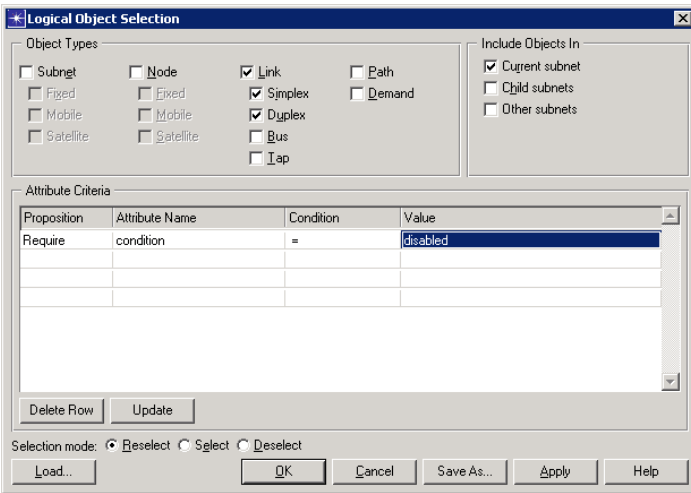 Logical Object Selection
Object Types
Include Objects In
Subnet Node Link Path
Fixed Fixed Simplex Demand
Mobile Mobile Duplex
Satellite Satellite Bus
Tap
Current subnet
Child subnets
Other subnets
Attribute Criteria
Proposition Attribute Name Condition Value
Require condition = disabled
Delete Row Update
Selection mode: Reselect Select Deselect
Load... OK Cancel Save As... Apply Help